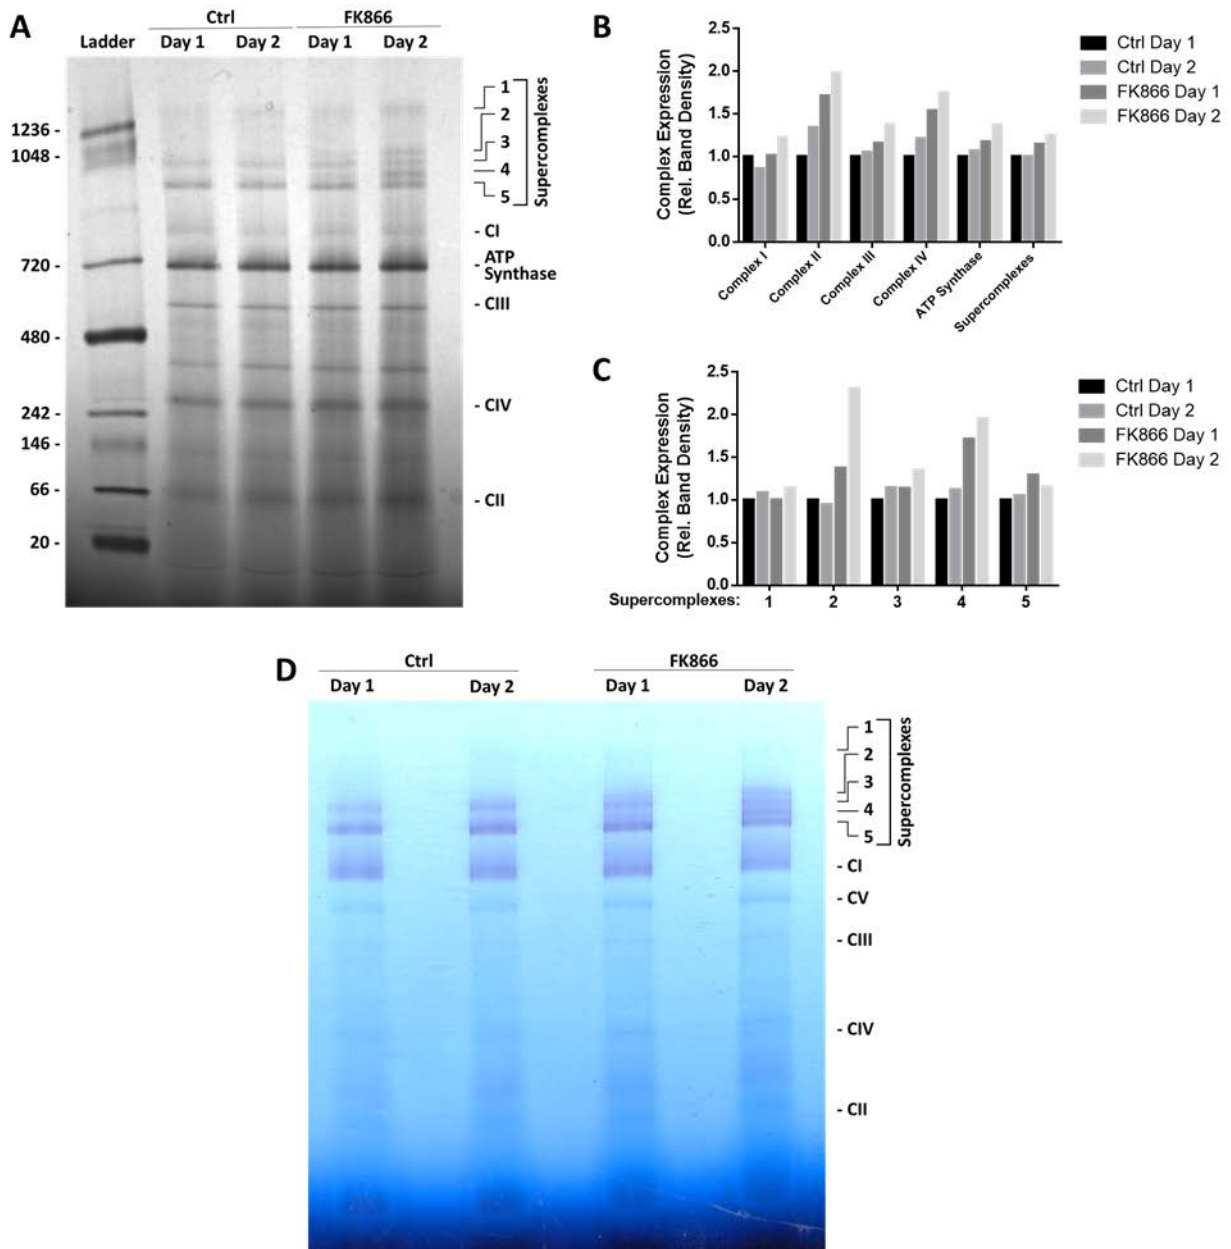 A
Ctrl
FK866
Ladder
Day 1
Day 2
Day 1
Day 2
1236 -
1048 -
720 -
480 -
242 -
146 -
66 -
20 -
1
2
3
4
5
Supercomplexes
- CI
- ATP
Synthase
- CIII
- CIV
- CII
B
Complex Expression
(Rel. Band Density)
2.5
2.0
1.5
1.0
0.5
0.0
Complex I
Complex II
Complex III
Complex IV
ATP Synthase
Supercomplexes
Ctrl Day 1
Ctrl Day 2
FK866 Day 1
FK866 Day 2
C
Complex Expression
(Rel. Band Density)
2.5
2.0
1.5
1.0
0.5
0.0
Supercomplexes: 1 2 3 4 5
Ctrl Day 1
Ctrl Day 2
FK866 Day 1
FK866 Day 2
D
Ctrl
FK866
Day 1
Day 2
Day 1
Day 2
1
2
3
4
5
Supercomplexes
- CI
- CV
- CIII
- CIV
- CII